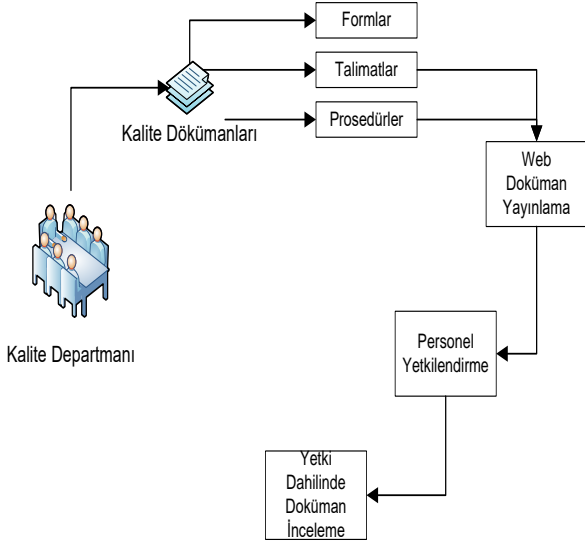 Formlar
Talimatlar
Prosedürler
Kalite Dökümanları
Web
Doküman
Yayınlama
Kalite Departmanı
Personel
Yetkilendirme
Yetki
Dahilinde
Doküman
İnceleme